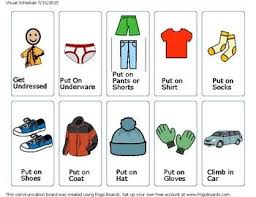 Visual Schedule 7/31/2015
Get
Undressed
Put On
Underware
Put on
Pants or
Shorts
Put on
Shirt
Put on
Socks
Put on
Shoes
Put on
Coat
Put on
Hat
Put on
Gloves
Climb in
Car
This communication board was created using Pogo Boards. Set up your own free account at www.PogoBoards.com